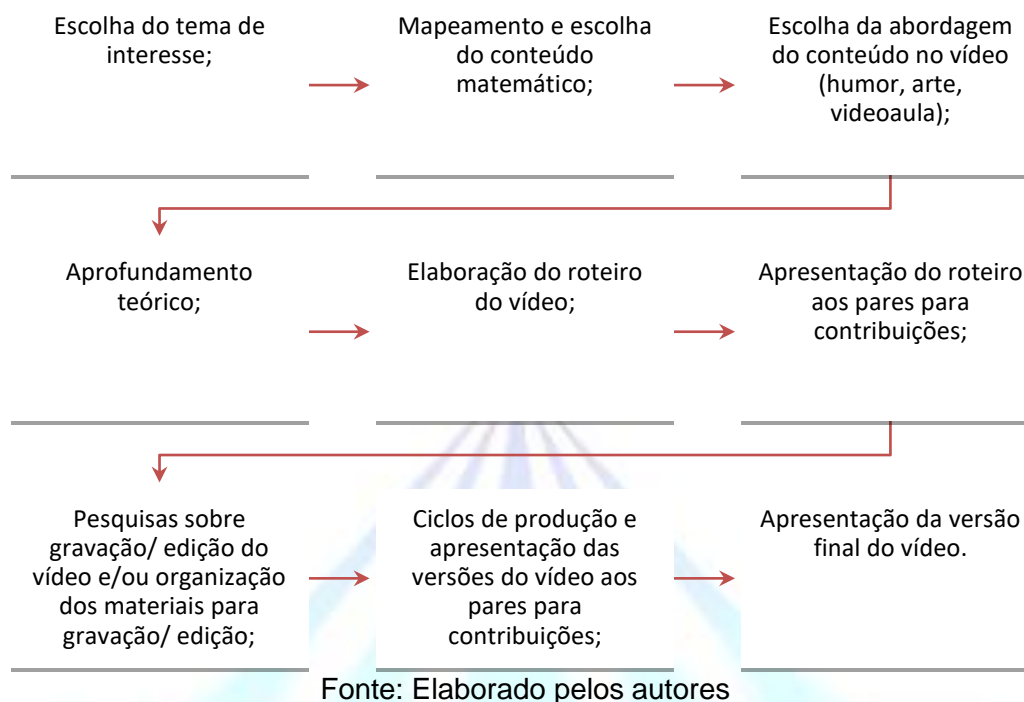 Escolha do tema de
interesse;
Mapeamento e escolha
do conteúdo
matemático;
Escolha da abordagem
do conteúdo no vídeo
(humor, arte,
videoaula);
Aprofundamento
teórico;
Elaboração do roteiro
do vídeo;
Apresentação do roteiro
aos pares para
contribuições;
Pesquisas sobre
gravação/ edição do
vídeo e/ou organização
dos materiais para
gravação/ edição;
Ciclos de produção e
apresentação das
versões do vídeo aos
pares para
contribuições;
Apresentação da versão
final do vídeo.
Fonte: Elaborado pelos autores